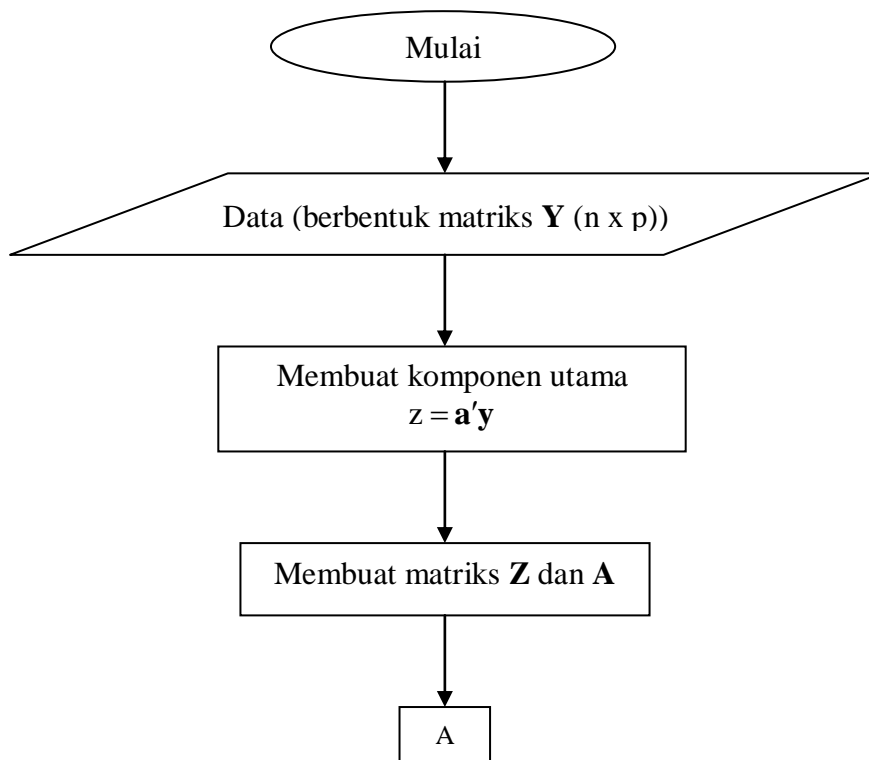 Mulai
Data (berbentuk matriks Y (n x p))
Membuat komponen utama
z = a′y
Membuat matriks Z dan A
A